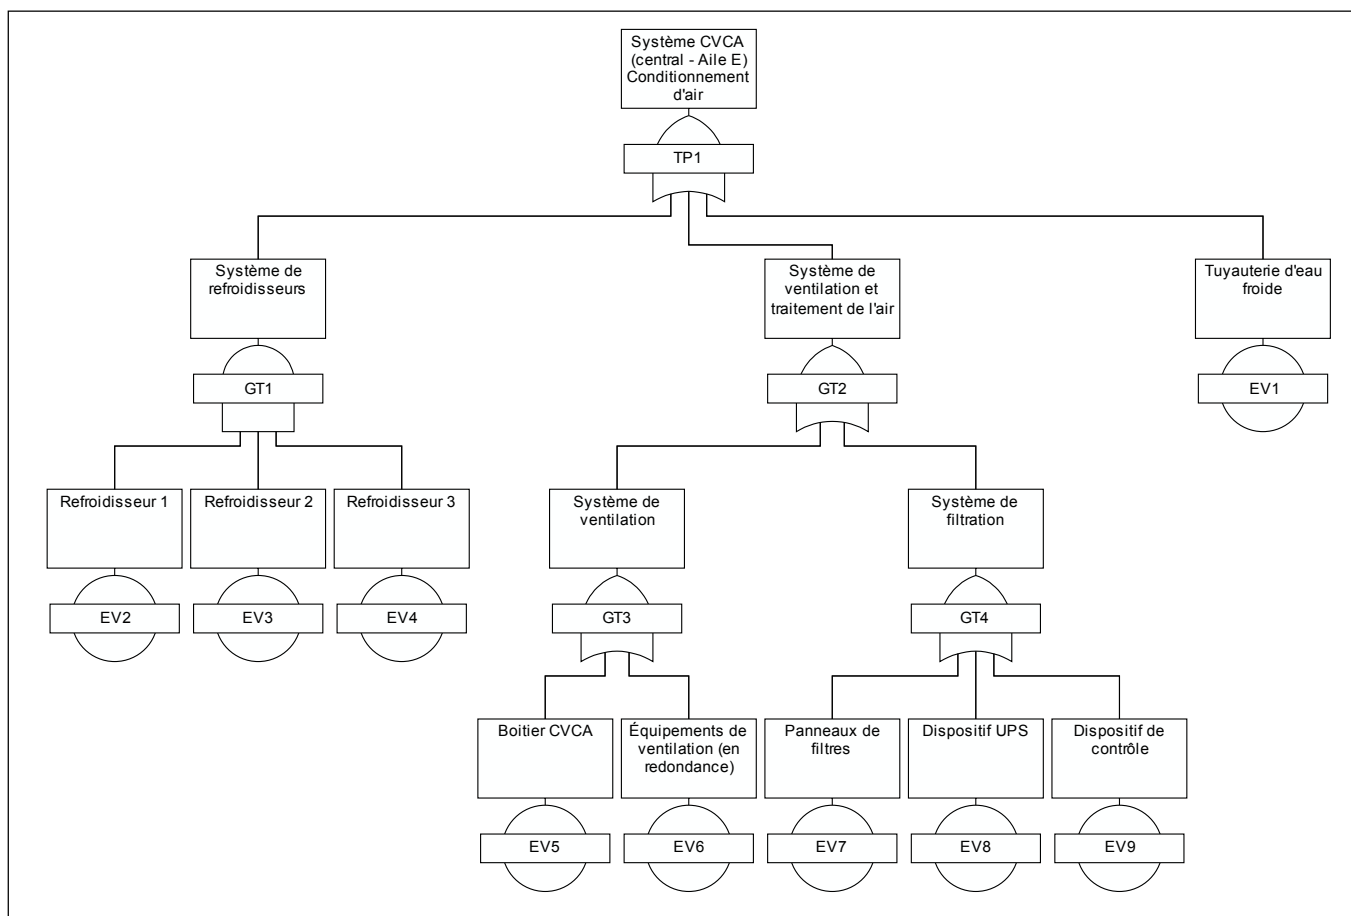 Système CVCA
(central - Aile E)
Conditionnement
d'air
TP1
Système de
refroidisseurs
Système de
ventilation et
traitement de l'air
Tuyauterie d'eau
froide
GT1
GT2
EV1
Refroidisseur 1
Refroidisseur 2
Refroidisseur 3
Système de
ventilation
Système de
filtration
EV2
EV3
EV4
GT3
GT4
Boitier CVCA
Équipements de
ventilation (en
redondance)
Panneaux de
filtres
Dispositif UPS
Dispositif de
contrôle
EV5
EV6
EV7
EV8
EV9